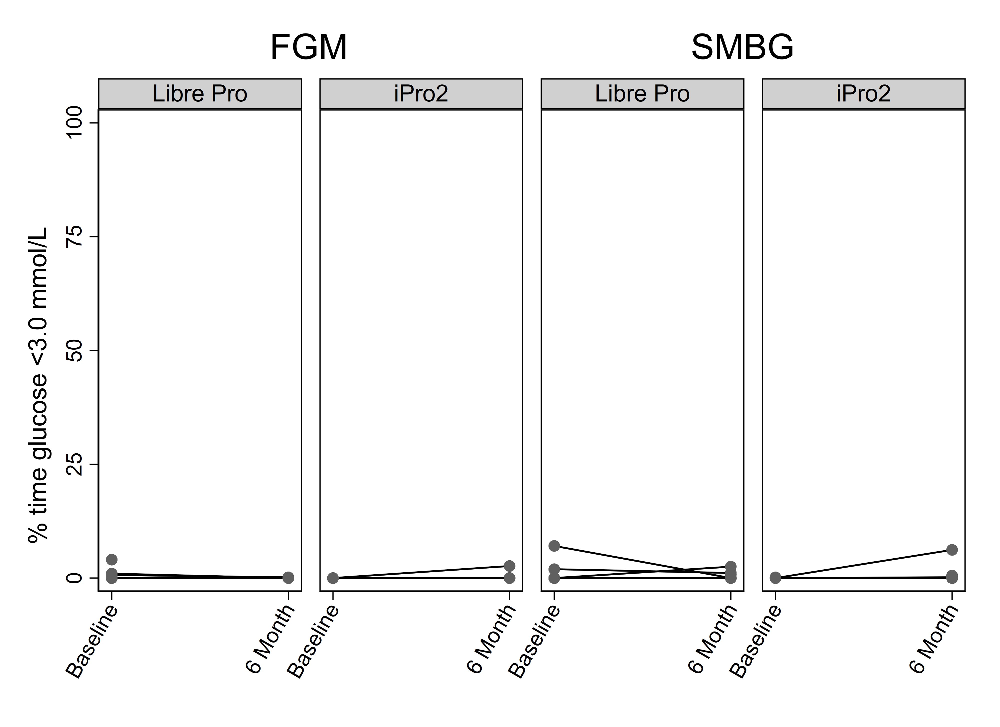 FGM
SMBG
Libre Pro
iPro2
Libre Pro
iPro2
% time glucose <3.0 mmol/L
100
75
50
25
0
Baseline
6 Month
Baseline
6 Month
Baseline
6 Month
Baseline
6 Month